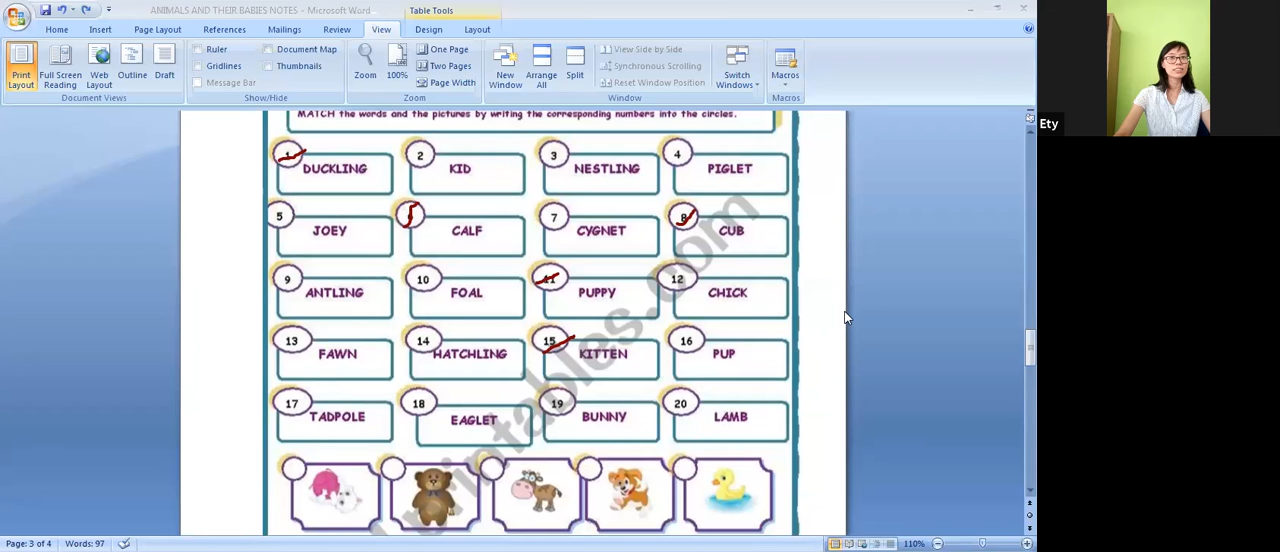 ANIMALS AND THEIR BABIES NOTES - Microsoft Word
Table Tools
Home Insert Page Layout References Mailings Review View Design Layout
Print Layout
Full Screen Reading
Web Layout
Outline
Draft
Document Views
Ruler
Gridlines
Message Bar
Document Map
Thumbnails
Show/Hide
Zoom
100%
One Page
Two Pages
Page Width
Zoom
New Window
Arrange All
Split
View Side by Side
Synchronous Scrolling
Reset Window Position
Switch Windows
Window
Macros
Macros
Ety
MATCH the words and the pictures by writing the corresponding numbers into the circles.
1 DUCKLING
2 KID
3 NESTLING
4 PIGLET
5 JOEY
CALF
7 CYGNET
8 CUB
9 ANTLING
10 FOAL
11 PUPPY
12 CHICK
13 FAWN
14 HATCHLING
15 KITTEN
16 PUP
17 TADPOLE
18 EAGLET
19 BUNNY
20 LAMB
Page: 3 of 4
Words: 97
110%